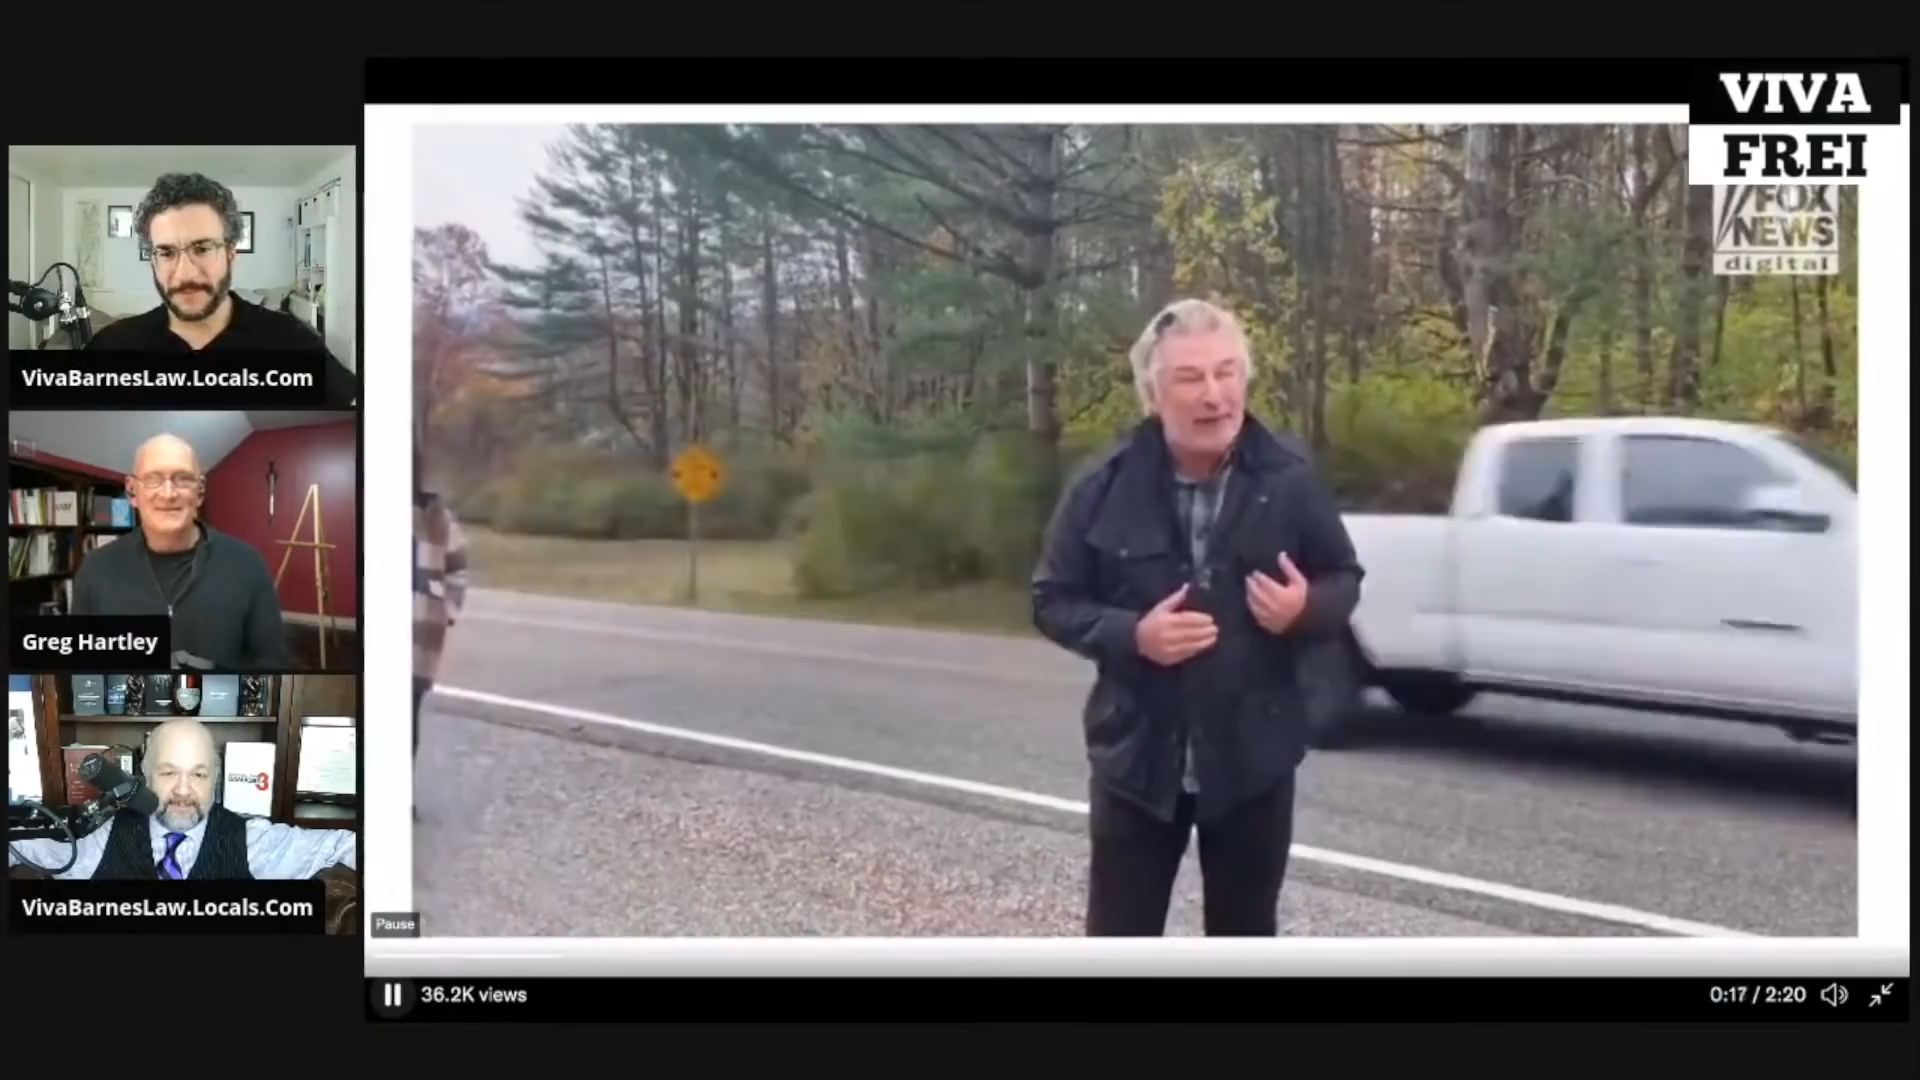 VIVA
FREI
FOX
NEWS
digital
VivaBarnesLaw.Locals.Com
Greg Hartley
3
VivaBarnesLaw.Locals.Com
Pause
36.2K views
0:17 / 2:20